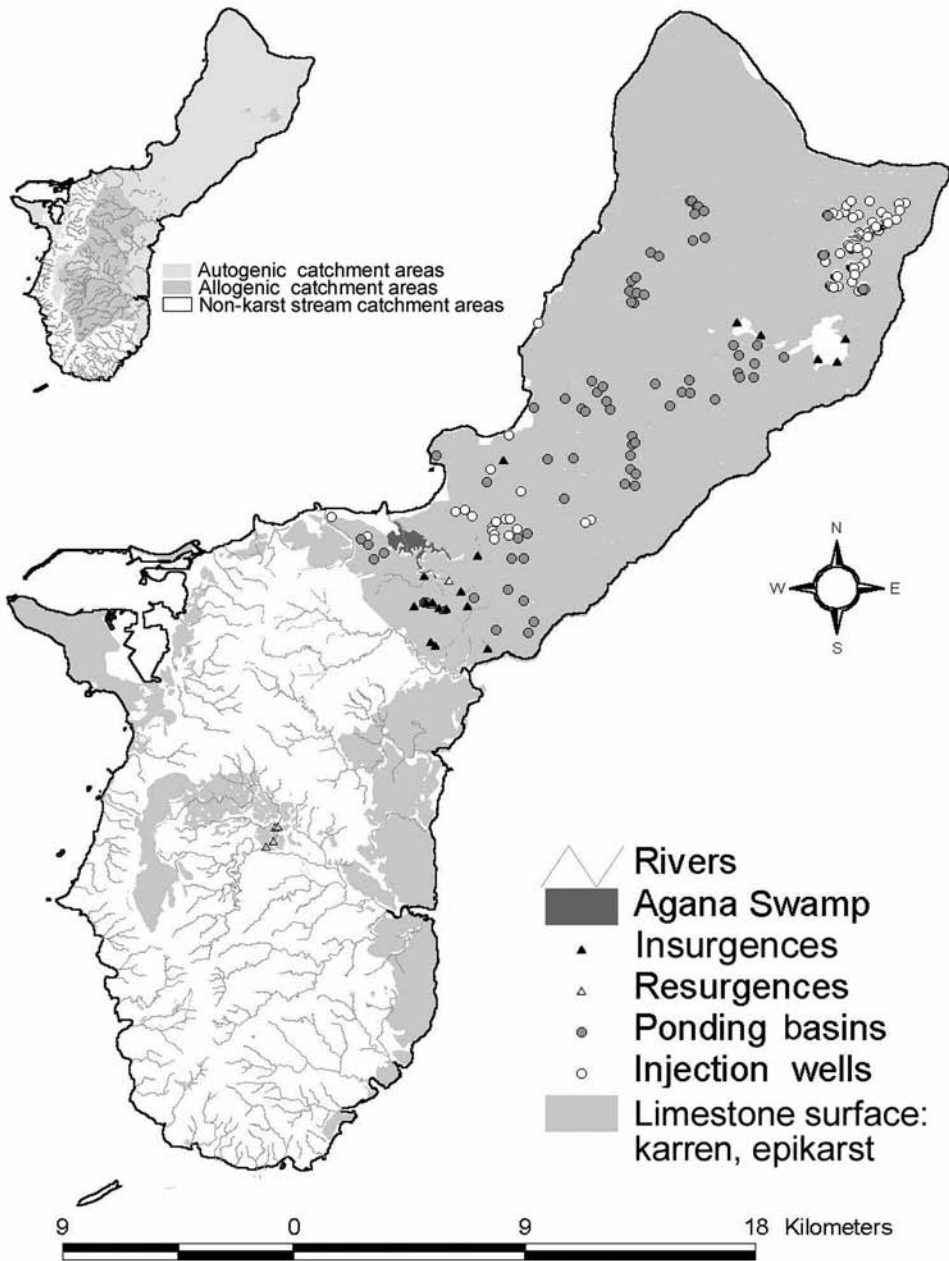 Autogenic catchment areas
Allogenic catchment areas
Non-karst stream catchment areas
N
W E
S
Rivers
Agana Swamp
Insurgences
Resurgences
Ponding basins
Injection wells
Limestone surface:
karren, epikarst
9 0 9 18 Kilometers